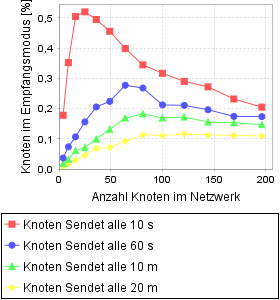 Knoten im Empfangsmodus (%)
0,5
0,4
0,3
0,2
0,1
0,0
0 50 100 150 200
Anzahl Knoten im Netzwerk
Knoten Sendet alle 10 s
Knoten Sendet alle 60 s
Knoten Sendet alle 10 m
Knoten Sendet alle 20 m